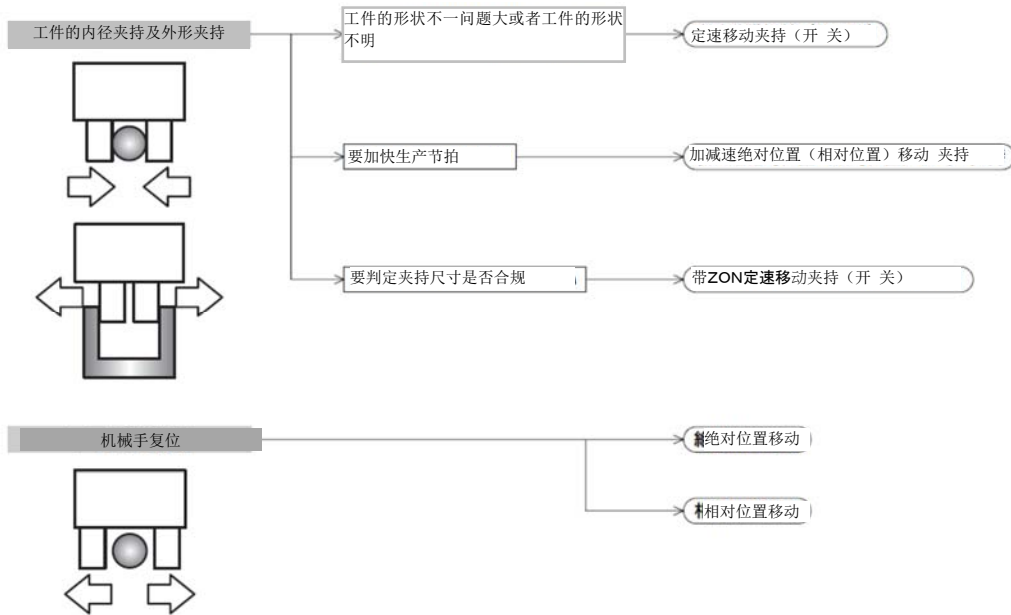 工件的内径夹持及外形夹持
工件的形状不一问题大或者工件的形状
不明
定速移动夹持（开 关）
要加快生产节拍
加减速绝对位置（相对位置）移动 夹持
要判定夹持尺寸是否合规
带ZON定速移动夹持（开 关）
机械手复位
绝对位置移动
相对位置移动